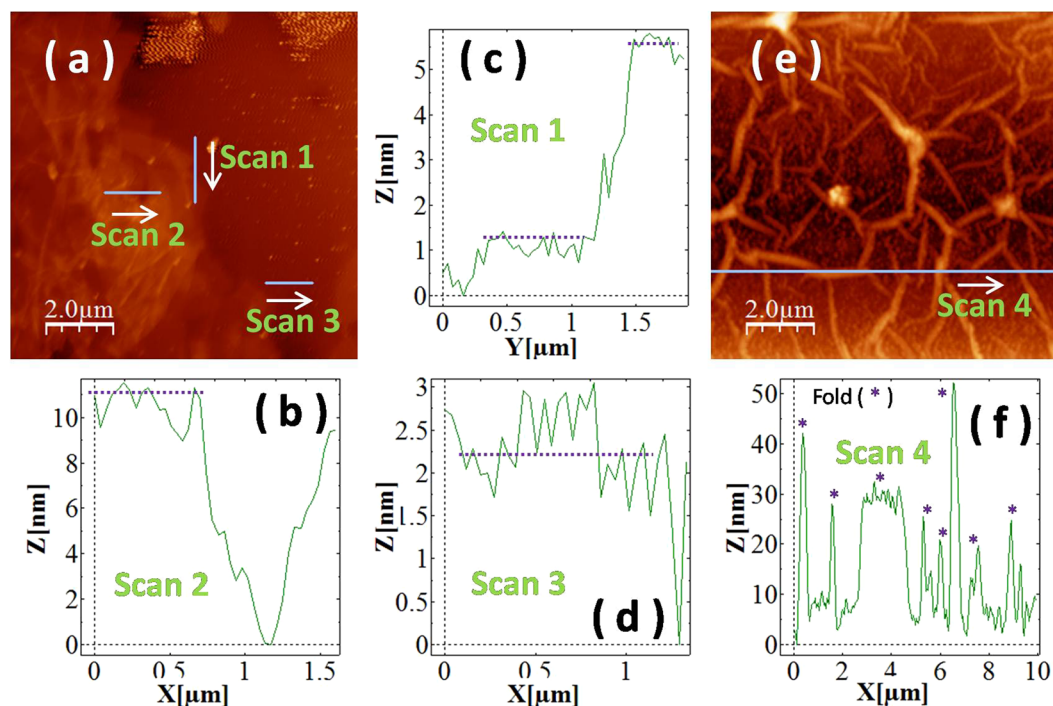 ( a )
Scan 1
Scan 2
Scan 3
2.0µm
( c )
Scan 1
Z[nm]
5
4
3
2
1
0
0
0.5
1
1.5
Y[µm]
( e )
Scan 4
2.0µm
( b )
Scan 2
Z[nm]
10
8
6
4
2
0
0
0.5
1
1.5
X[µm]
( d )
Scan 3
Z[nm]
3
2.5
2
1.5
1
0.5
0
0
0.5
1
X[µm]
( f )
Fold ( * )
Scan 4
Z[nm]
50
40
30
20
10
0
0
2
4
6
8
10
X[µm]